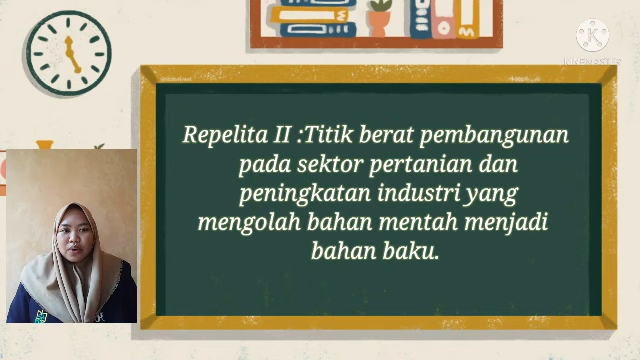 Repelita II :Titik berat pembangunan
pada sektor pertanian dan
peningkatan industri yang
mengolah bahan mentah menjadi
bahan baku.
K
KINEMASTER